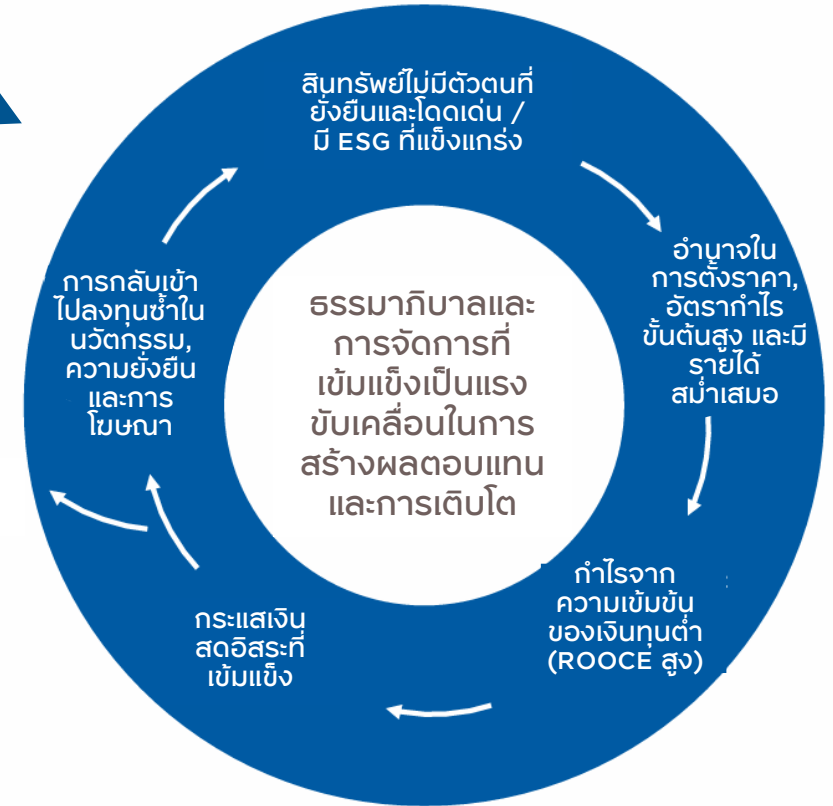 สินทรัพย์ไม่มีตัวตนที่
ยั่งยืนและโดดเด่น /
มี ESG ที่แข็งแกร่ง
อำนาจใน
การตั้งราคา,
อัตรากำไร
ขั้นต้นสูง และมี
รายได้
สม่ำเสมอ
กำไรจาก
ความเข้มข้น
ของเงินทุนต่ำ
(ROOCE สูง)
กระแสเงิน
สดอิสระที่
เข้มแข็ง
การกลับเข้า
ไปลงทุนซ้ำใน
นวัตกรรม,
ความยั่งยืน
และการ
โฆษณา
ธรรมาภิบาลและ
การจัดการที่
เข้มแข็งเป็นแรง
ขับเคลื่อนในการ
สร้างผลตอบแทน
และการเติบโต